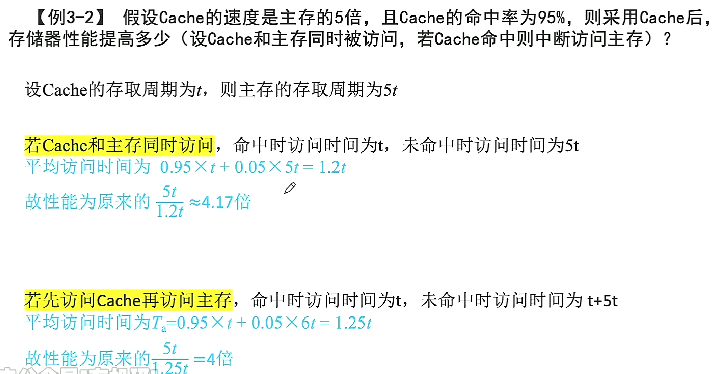 【例3-2】 假设Cache的速度是主存的5倍，且Cache的命中率为95%，则采用Cache后，
存储器性能提高多少（设Cache和主存同时被访问，若Cache命中则中断访问主存）？
设Cache的存取周期为t，则主存的存取周期为5t
若Cache和主存同时访问，命中时访问时间为t，未命中时访问时间为5t
平均访问时间为 0.95×t + 0.05×5t = 1.2t
故性能为原来的 5t/1.2t ≈4.17倍
若先访问Cache再访问主存，命中时访问时间为t，未命中时访问时间为 t+5t
平均访问时间为Ta=0.95×t + 0.05×6t = 1.25t
故性能为原来的 5t/1.25t =4倍